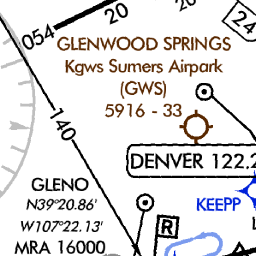 054
20
20
24
GLENWOOD SPRINGS
Kgws Sumers Airpark
(GWS)
5916 - 33
140
DENVER 122.2
GLENO
N39°20.86'
W107°22.13'
MRA 16000
KEEPP
R